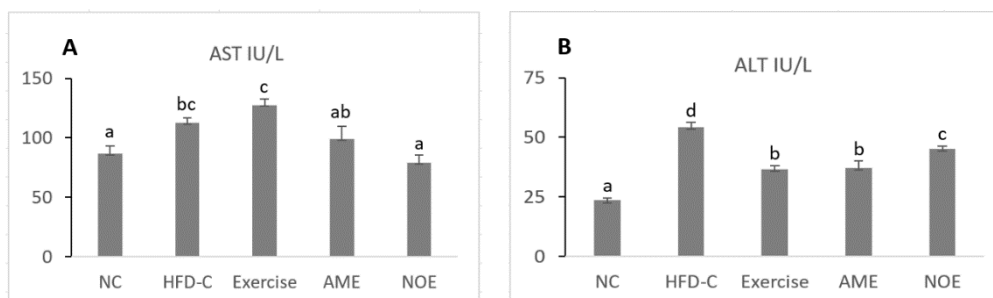 A
AST IU/L
150
100
50
0
a
bc
c
ab
a
NC HFD-C Exercise AME NOE
B
ALT IU/L
75
50
25
0
a
d
b
b
c
NC HFD-C Exercise AME NOE